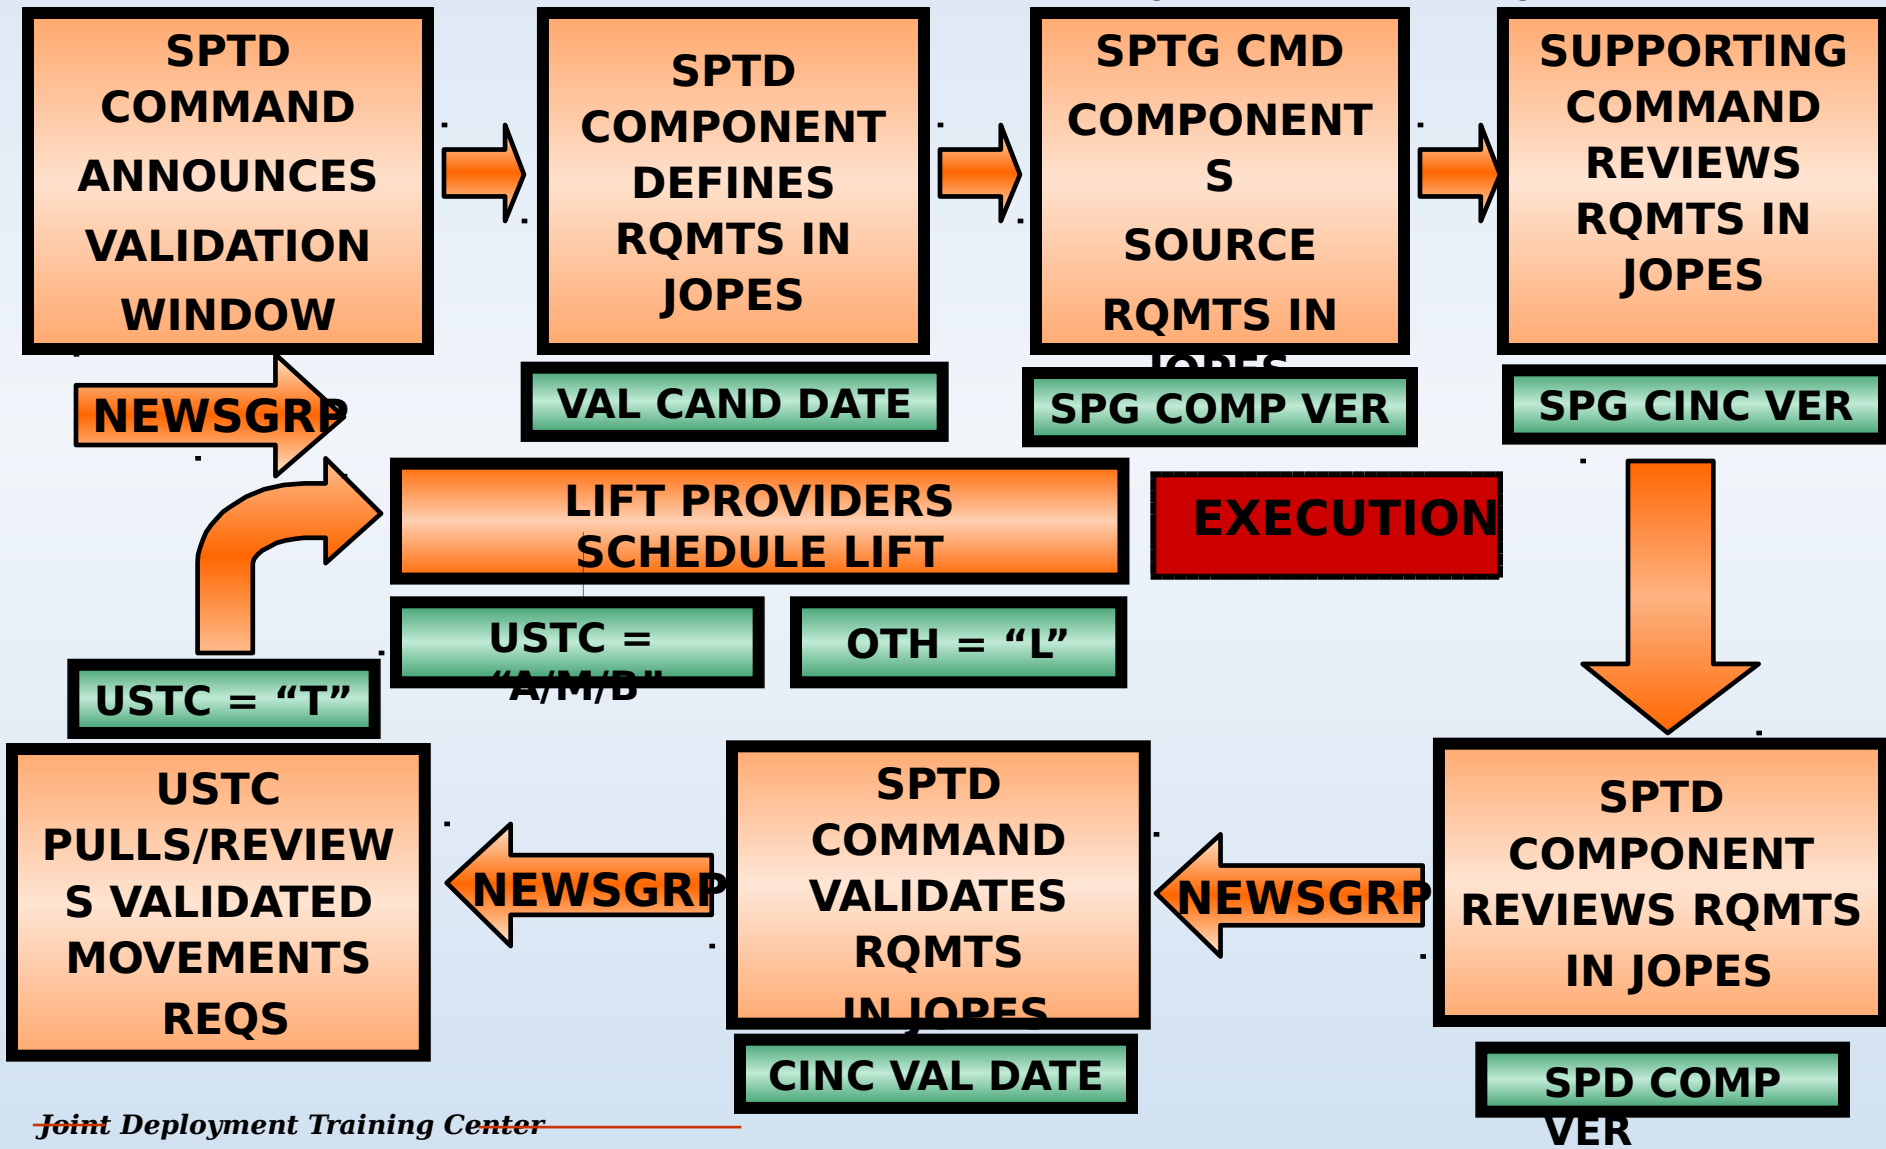 SPTD
COMMAND
ANNOUNCES
VALIDATION
WINDOW
SPTD
COMPONENT
DEFINES
RQMTS IN
JOPES
SPTG CMD
COMPONENT
S
SOURCE
RQMTS IN
JOPES
SUPPORTING
COMMAND
REVIEWS
RQMTS IN
JOPES
NEWSGRP
VAL CAND DATE
SPG COMP VER
SPG CINC VER
LIFT PROVIDERS
SCHEDULE LIFT
EXECUTION
USTC =
“A/M/B"
OTH = “L”
USTC = “T”
USTC
PULLS/REVIEW
S VALIDATED
MOVEMENTS
REQS
NEWSGRP
SPTD
COMMAND
VALIDATES
RQMTS
IN JOPES
NEWSGRP
SPTD
COMPONENT
REVIEWS RQMTS
IN JOPES
CINC VAL DATE
SPD COMP
VER
Joint Deployment Training Center